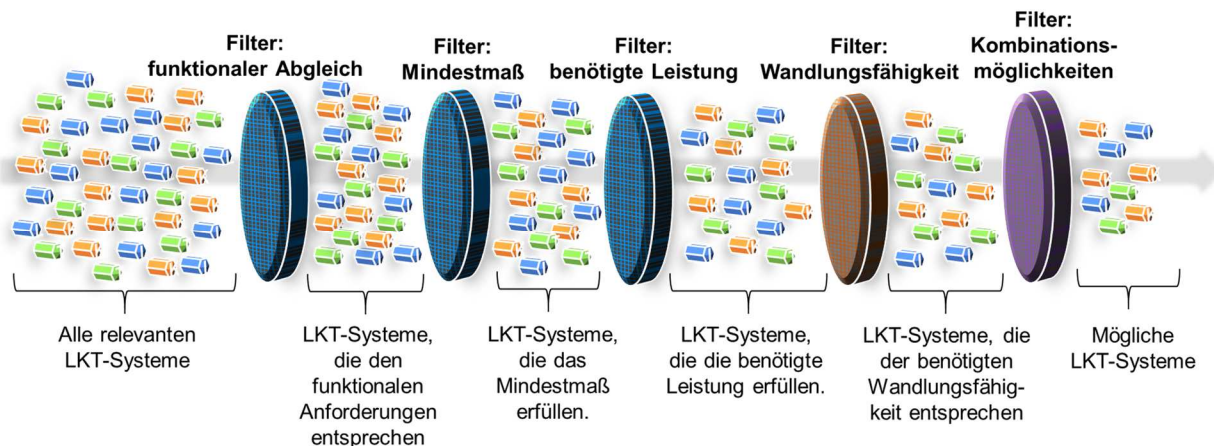 Filter:
funktionaler Abgleich
Filter:
Mindestmaß
Filter:
benötigte Leistung
Filter:
Wandlungsfähigkeit
Filter:
Kombinations-
möglichkeiten
Alle relevanten
LKT-Systeme
LKT-Systeme,
die den
funktionalen
Anforderungen
entsprechen
LKT-Systeme,
die das
Mindestmaß
erfüllen.
LKT-Systeme,
die die benötigte
Leistung erfüllen.
LKT-Systeme, die
der benötigten
Wandlungsfähig-
keit entsprechen
Mögliche
LKT-Systeme